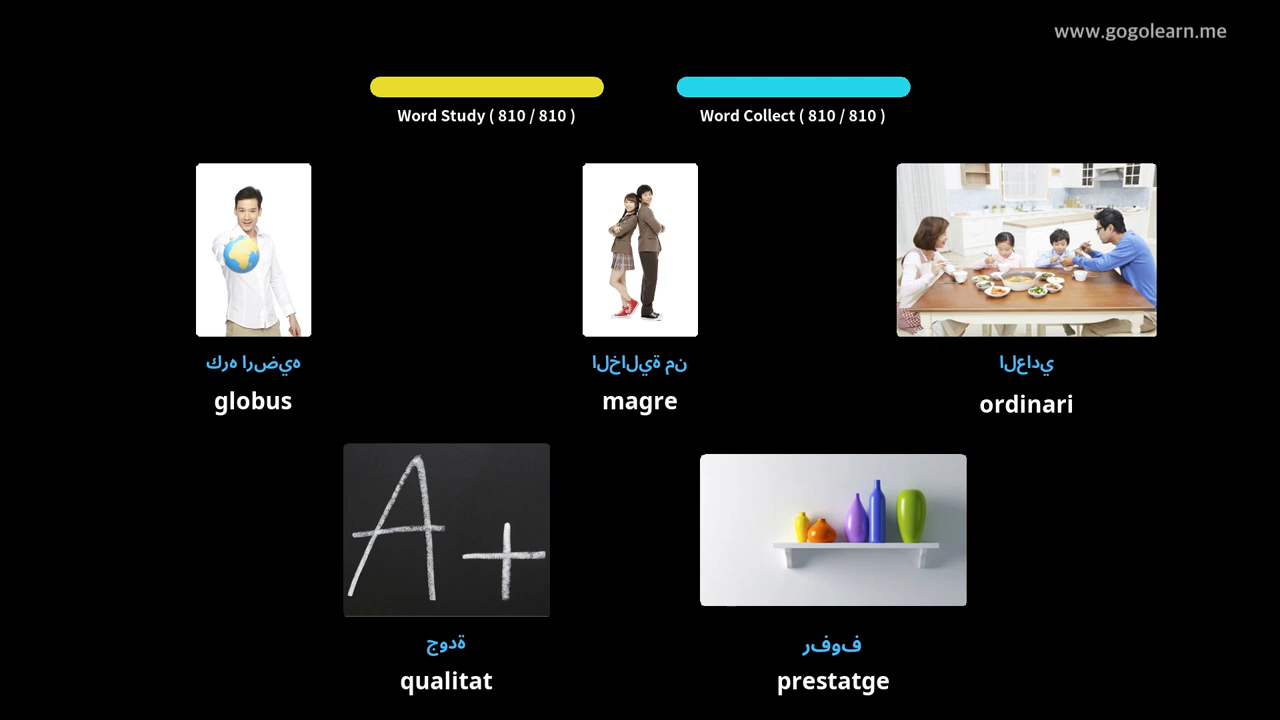 www.gogolearn.me
Word Study ( 810 / 810 )
Word Collect ( 810 / 810 )
كره ارضيه
الخالية من
العادي
globus
magre
ordinari
جودة
رفوف
qualitat
prestatge